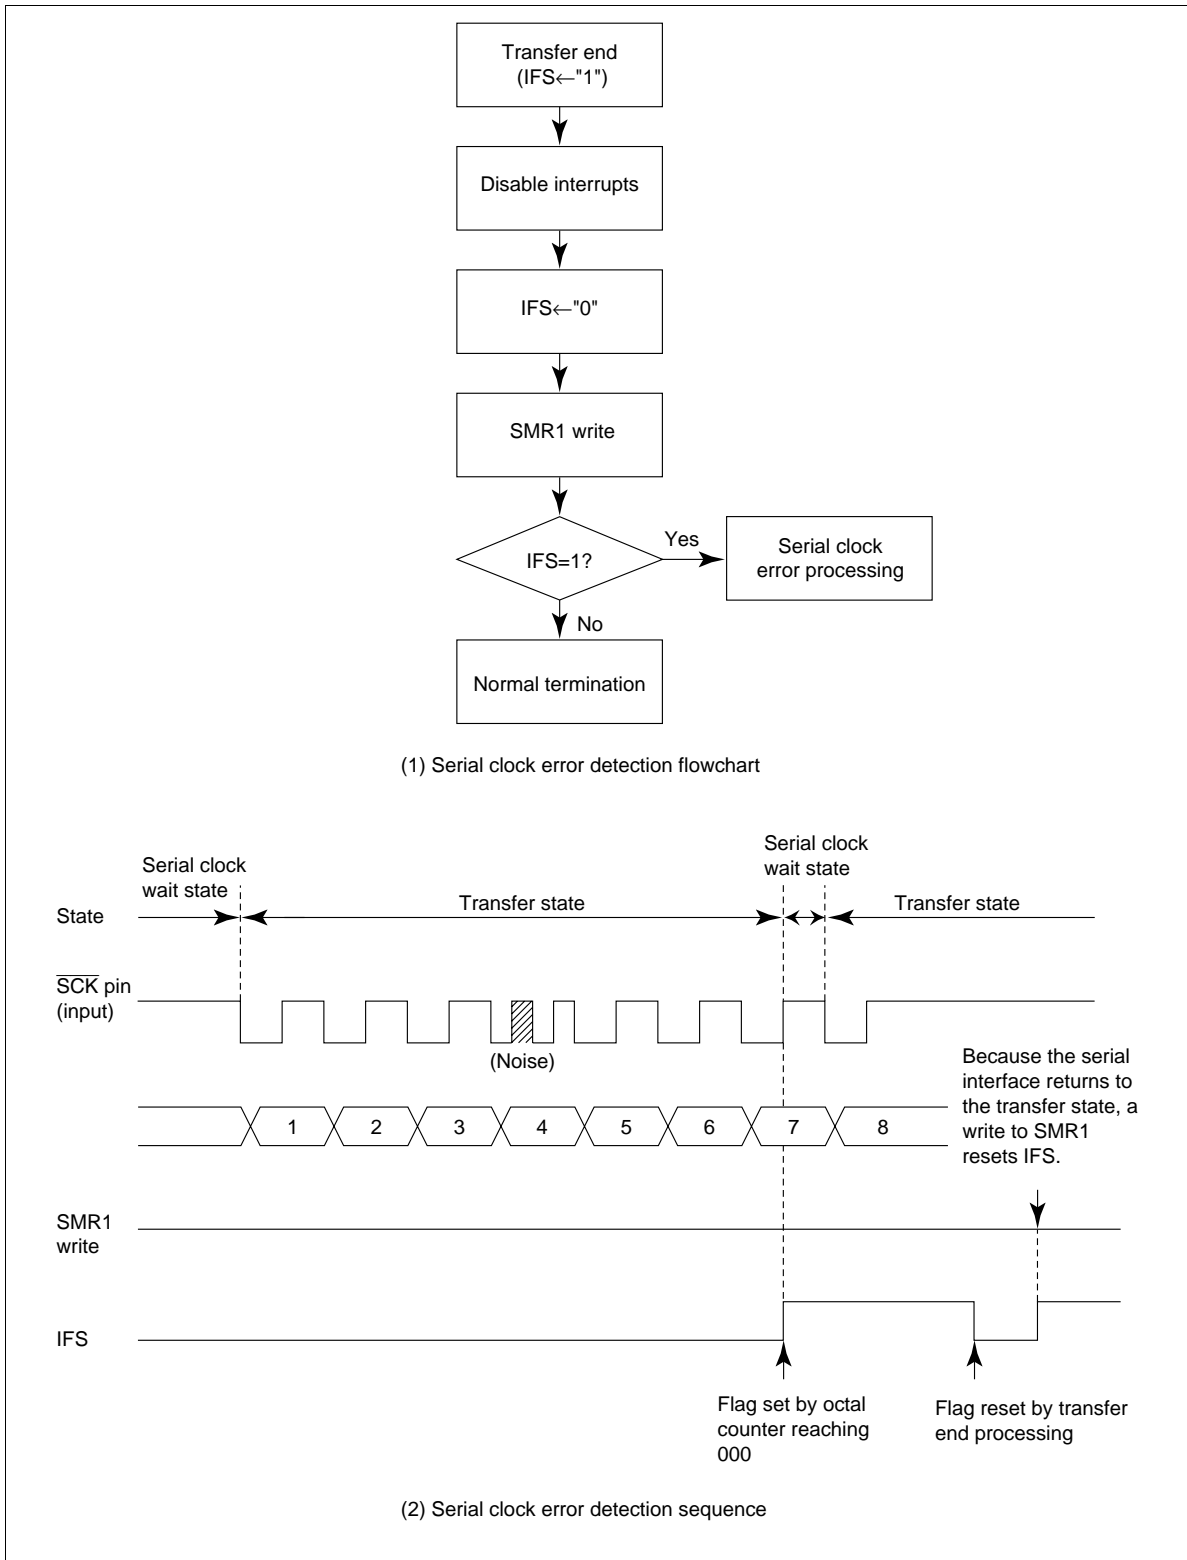 Transfer end
(IFS←"1")
Disable interrupts
IFS←"0"
SMR1 write
IFS=1?
Yes
Serial clock
error processing
No
Normal termination
(1) Serial clock error detection flowchart
Serial clock
wait state
Serial clock
wait state
State
Transfer state
Transfer state
SCK pin
(input)
(Noise)
Because the serial
interface returns to
the transfer state, a
write to SMR1
resets IFS.
1 2 3 4 5 6 7 8
SMR1
write
IFS
Flag set by octal
counter reaching
000
Flag reset by transfer
end processing
(2) Serial clock error detection sequence